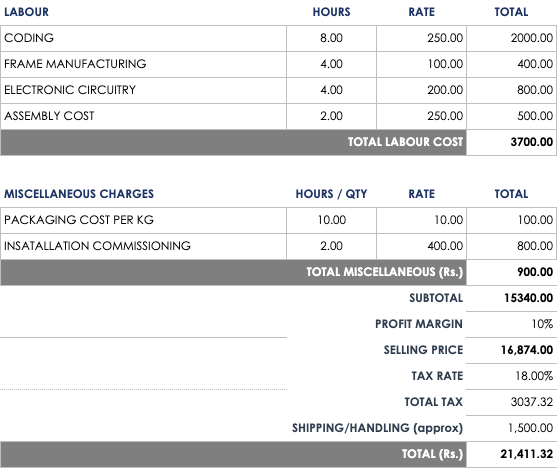 LABOUR HOURS RATE TOTAL
CODING 8.00 250.00 2000.00
FRAME MANUFACTURING 4.00 100.00 400.00
ELECTRONIC CIRCUITRY 4.00 200.00 800.00
ASSEMBLY COST 2.00 250.00 500.00
TOTAL LABOUR COST 3700.00
MISCELLANEOUS CHARGES HOURS / QTY RATE TOTAL
PACKAGING COST PER KG 10.00 10.00 100.00
INSATALLATION COMMISSIONING 2.00 400.00 800.00
TOTAL MISCELLANEOUS (Rs.) 900.00
SUBTOTAL 15340.00
PROFIT MARGIN 10%
SELLING PRICE 16,874.00
TAX RATE 18.00%
TOTAL TAX 3037.32
SHIPPING/HANDLING (approx) 1,500.00
TOTAL (Rs.) 21,411.32